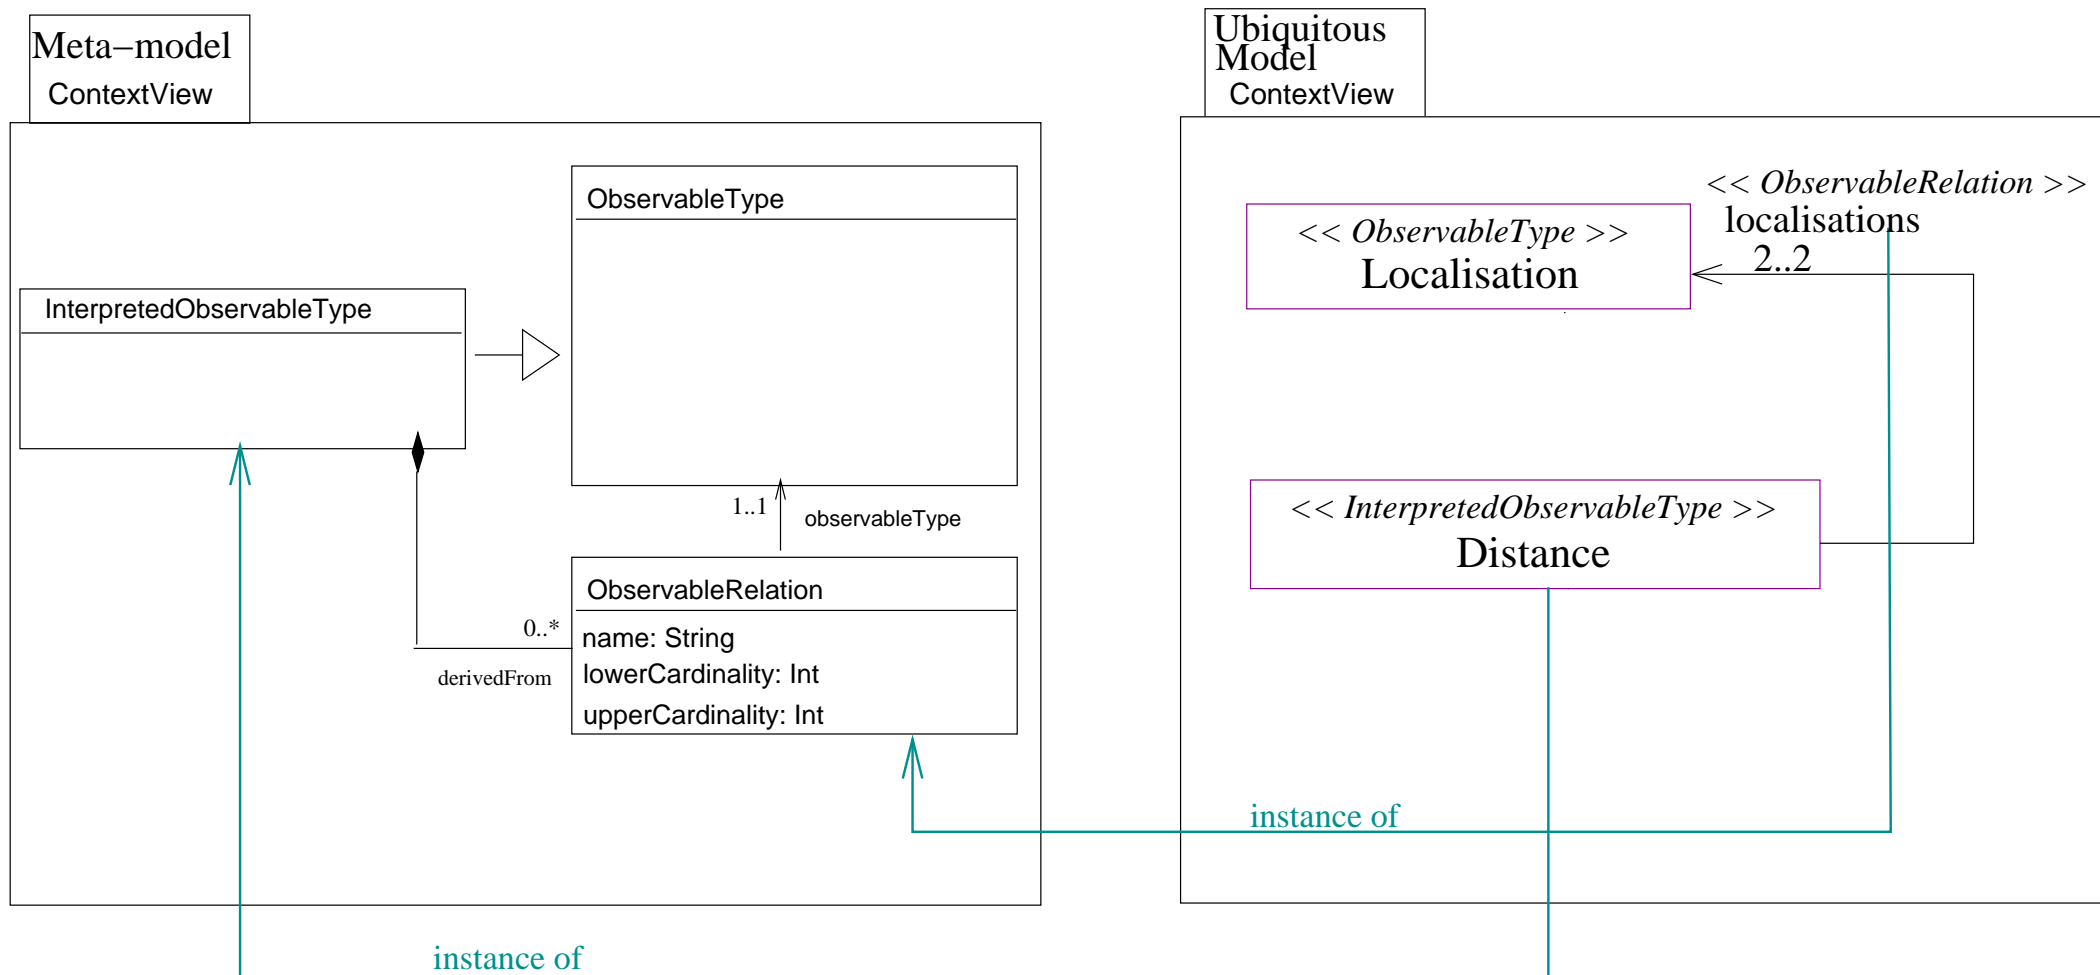 Meta−model
ContextView
ObservableType
InterpretedObservableType
1..1
observableType
ObservableRelation
0..*
name: String
lowerCardinality: Int
derivedFrom
upperCardinality: Int
Ubiquitous
Model
ContextView
<< ObservableRelation >>
localisations
2..2
<< ObservableType >>
Localisation
<< InterpretedObservableType >>
Distance
instance of
instance of